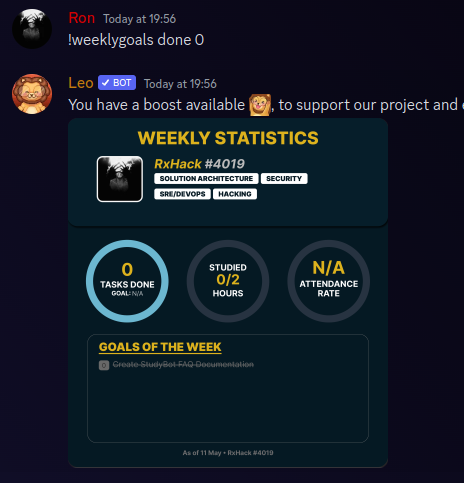 Ron Today at 19:56
!weeklygoals done 0
Leo ✓ BOT Today at 19:56
You have a boost available 🦁, to support our project and
WEEKLY STATISTICS
RxHack #4019
SOLUTION ARCHITECTURE SECURITY
SRE/DEVOPS HACKING
0
TASKS DONE
GOAL: N/A
STUDIED
0/2
HOURS
N/A
ATTENDANCE
RATE
GOALS OF THE WEEK
0 Create StudyBot FAQ Documentation
As of 11 May • RxHack #4019